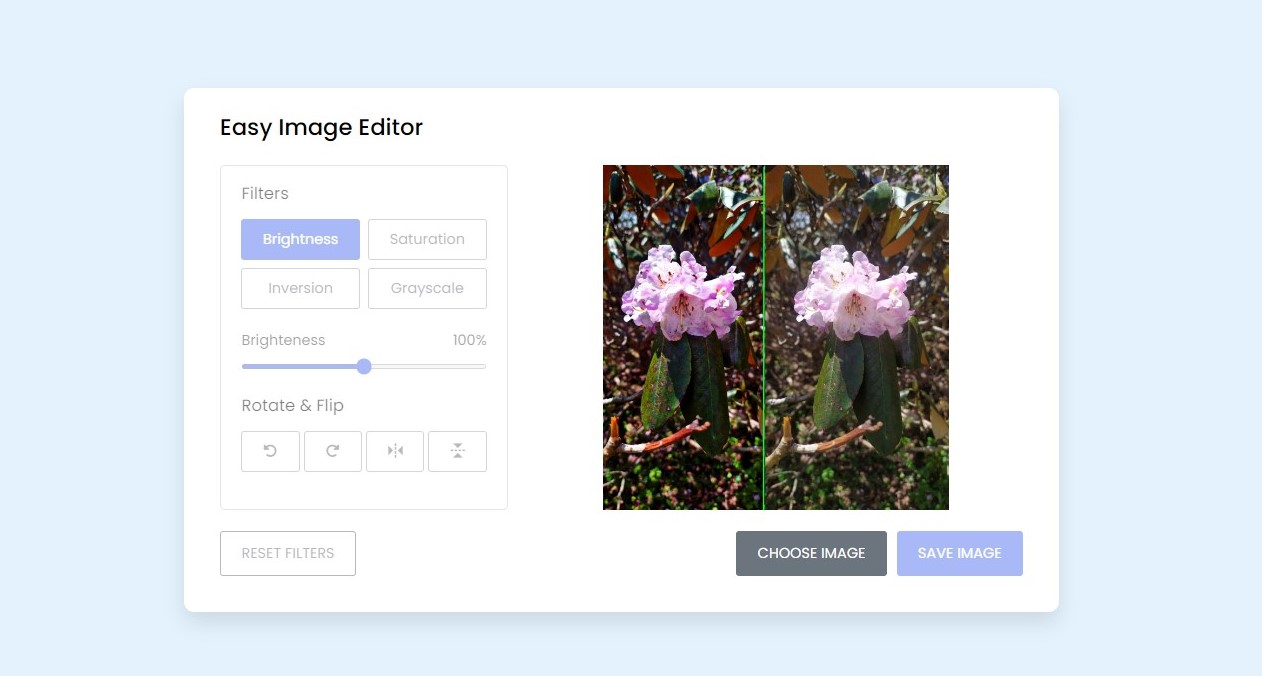 Easy Image Editor
Filters
Brightness
Saturation
Inversion
Grayscale
Brighteness
100%
Rotate & Flip
RESET FILTERS
CHOOSE IMAGE
SAVE IMAGE